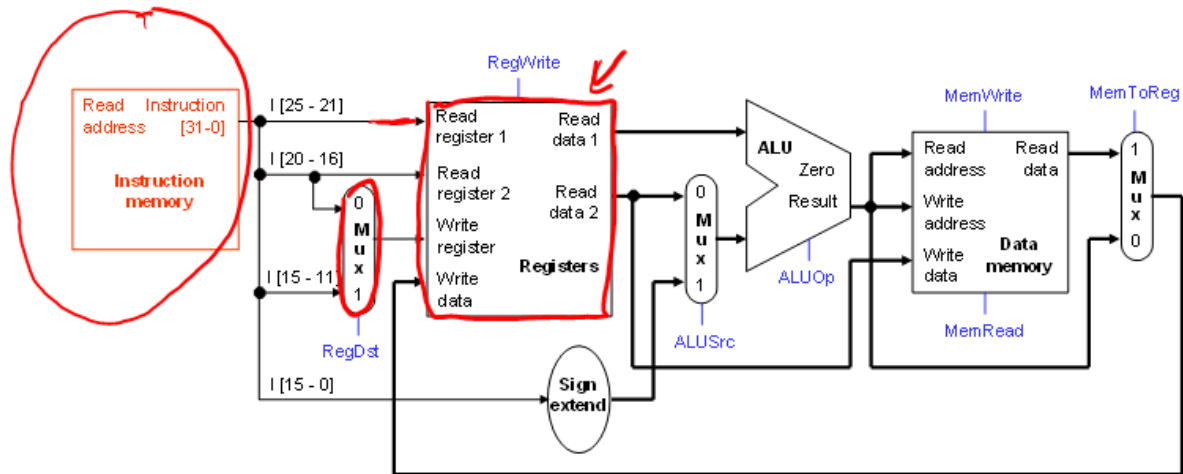 RegWrite
I [25 - 21]
Read Instruction
address [31-0]
Instruction
memory
I [20 - 16]
I [15 - 11]
I [15 - 0]
0
M
u
x
1
RegDst
Read
register 1
Read
data 1
Read
register 2
Read
data 2
Write
register
Write
data
Registers
Sign
extend
0
M
u
x
1
ALUSrc
ALU
Zero
Result
ALUOp
MemWrite
Read
address
Read
data
Write
address
Write
data
Data
memory
MemRead
MemToReg
1
M
u
x
0